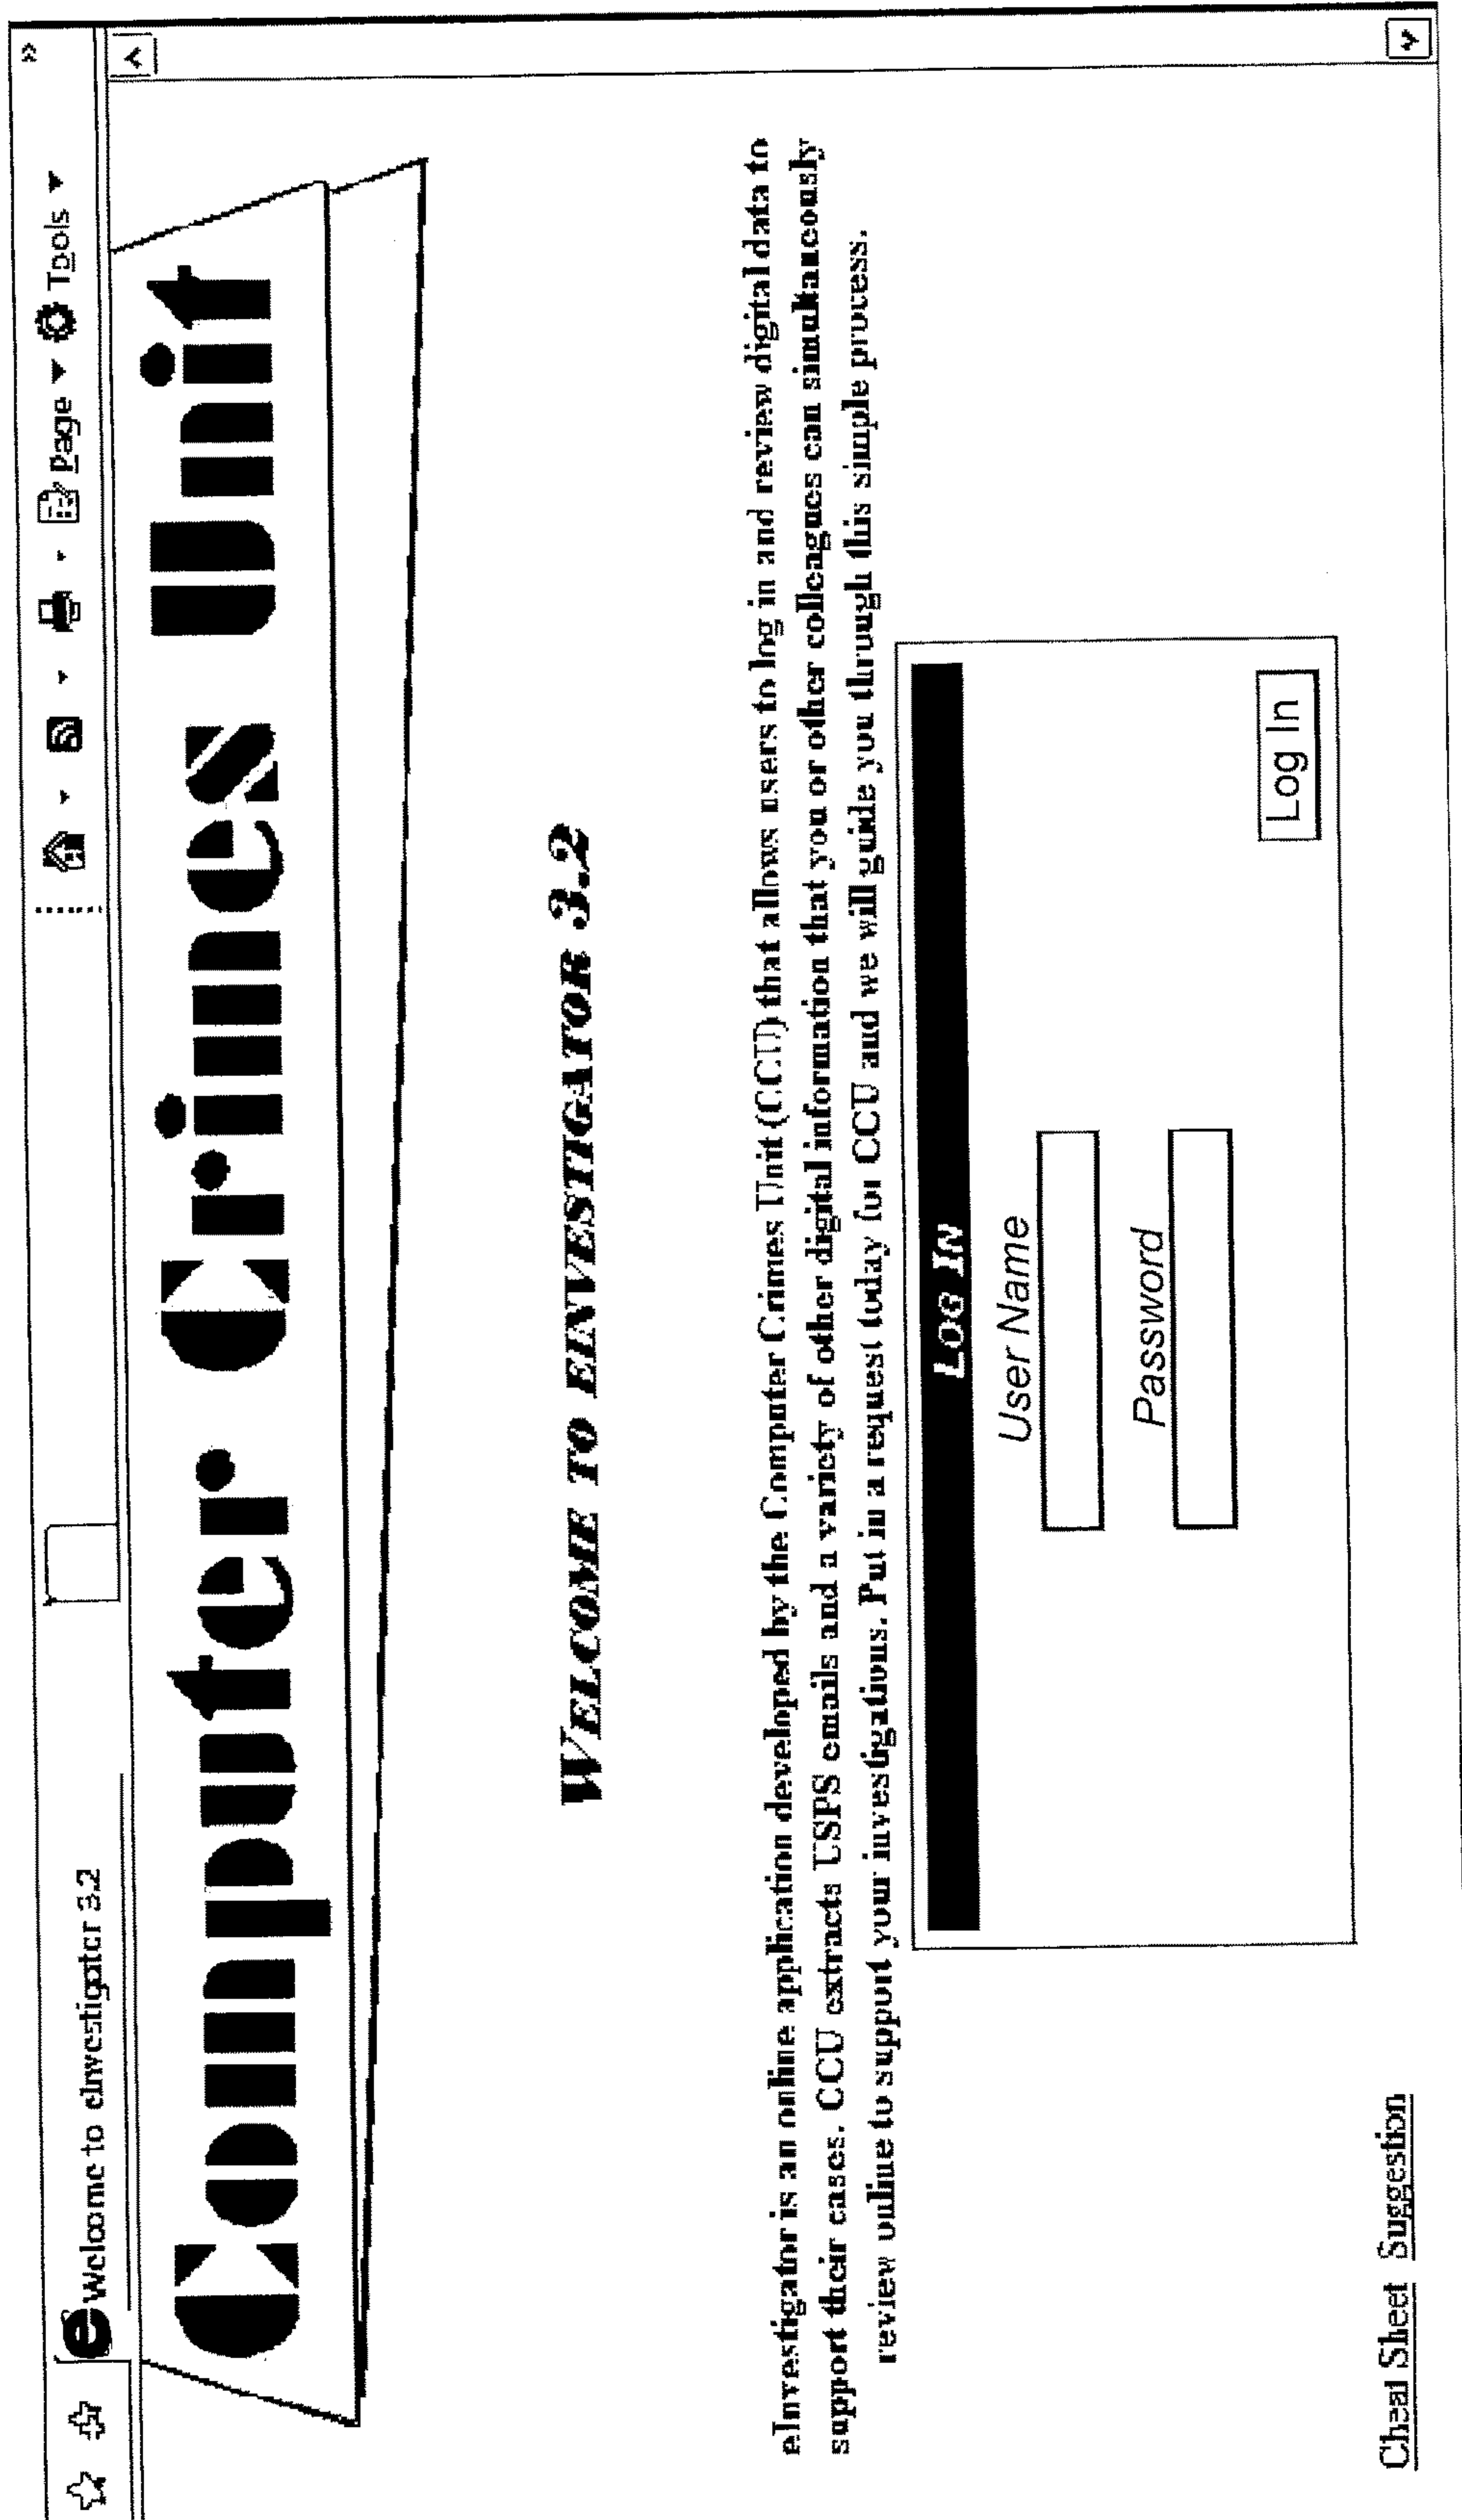 Welcome to eInvestigator 3.2
Page
Tools
Computer Crimes Unit
WELCOME TO EINVESTIGATOR 3.2
eInvestigator is an online application developed by the Computer Crimes Unit (CCU) that allows users to log in and review digital data to
support their cases. CCU extracts USPS emails and a variety of other digital information that you or other colleagues can simultaneously
review online to support your investigations. Put in a request today for CCU and we will guide you through this simple process.
LOG IN
User Name
Password
Log In
Cheat Sheet Suggestion